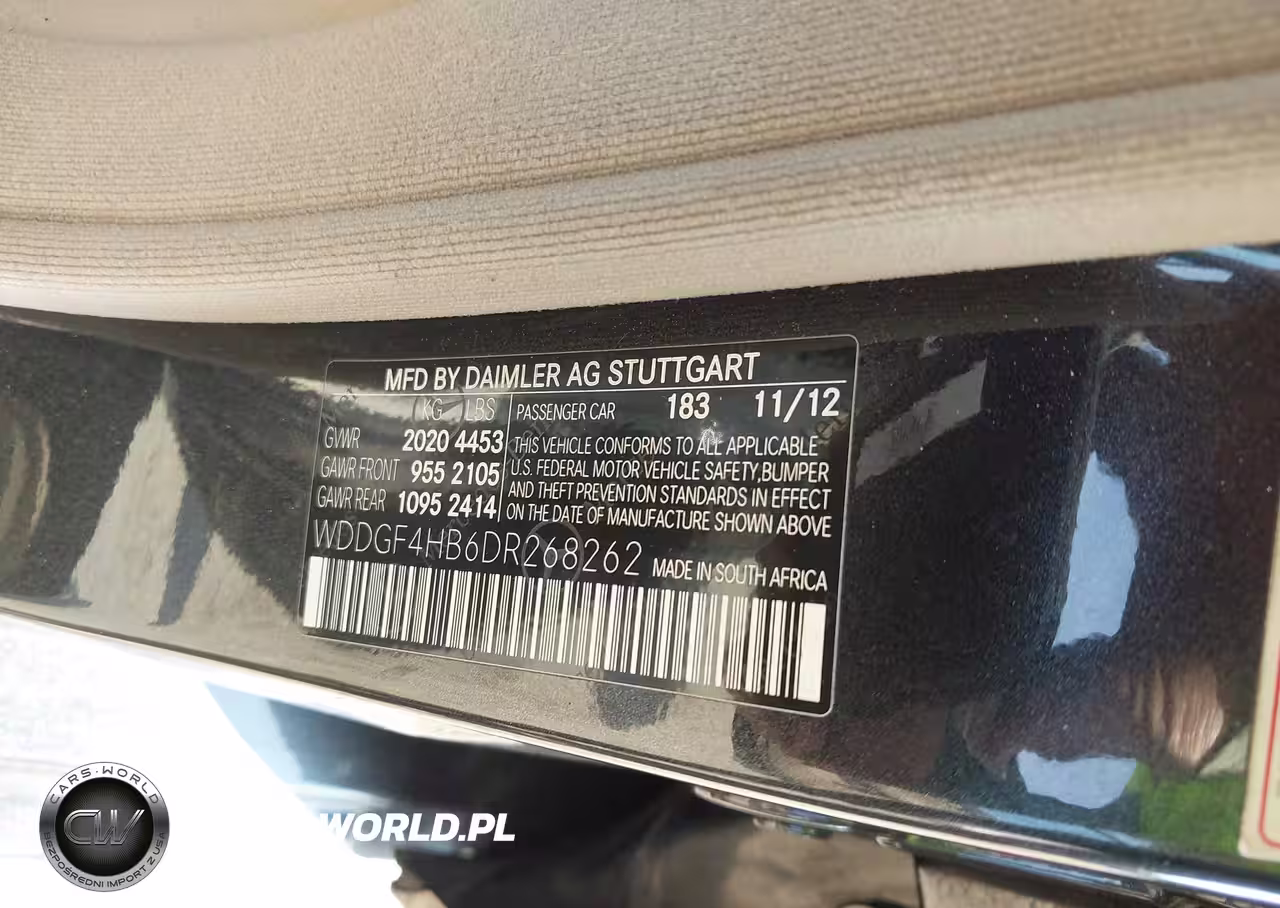 MFD BY DAIMLER AG STUTTGART
KG LBS
GVWR 2020 4453
GAWR FRONT 955 2105
GAWR REAR 1095 2414
PASSENGER CAR 183 11/12
THIS VEHICLE CONFORMS TO ALL APPLICABLE
U.S. FEDERAL MOTOR VEHICLE SAFETY,BUMPER
AND THEFT PREVENTION STANDARDS IN EFFECT
ON THE DATE OF MANUFACTURE SHOWN ABOVE
WDDGF4HB6DR268262 MADE IN SOUTH AFRICA
CARS-WORLD
CW
BEZPOŚREDNI IMPORT Z USA
WORLD.PL